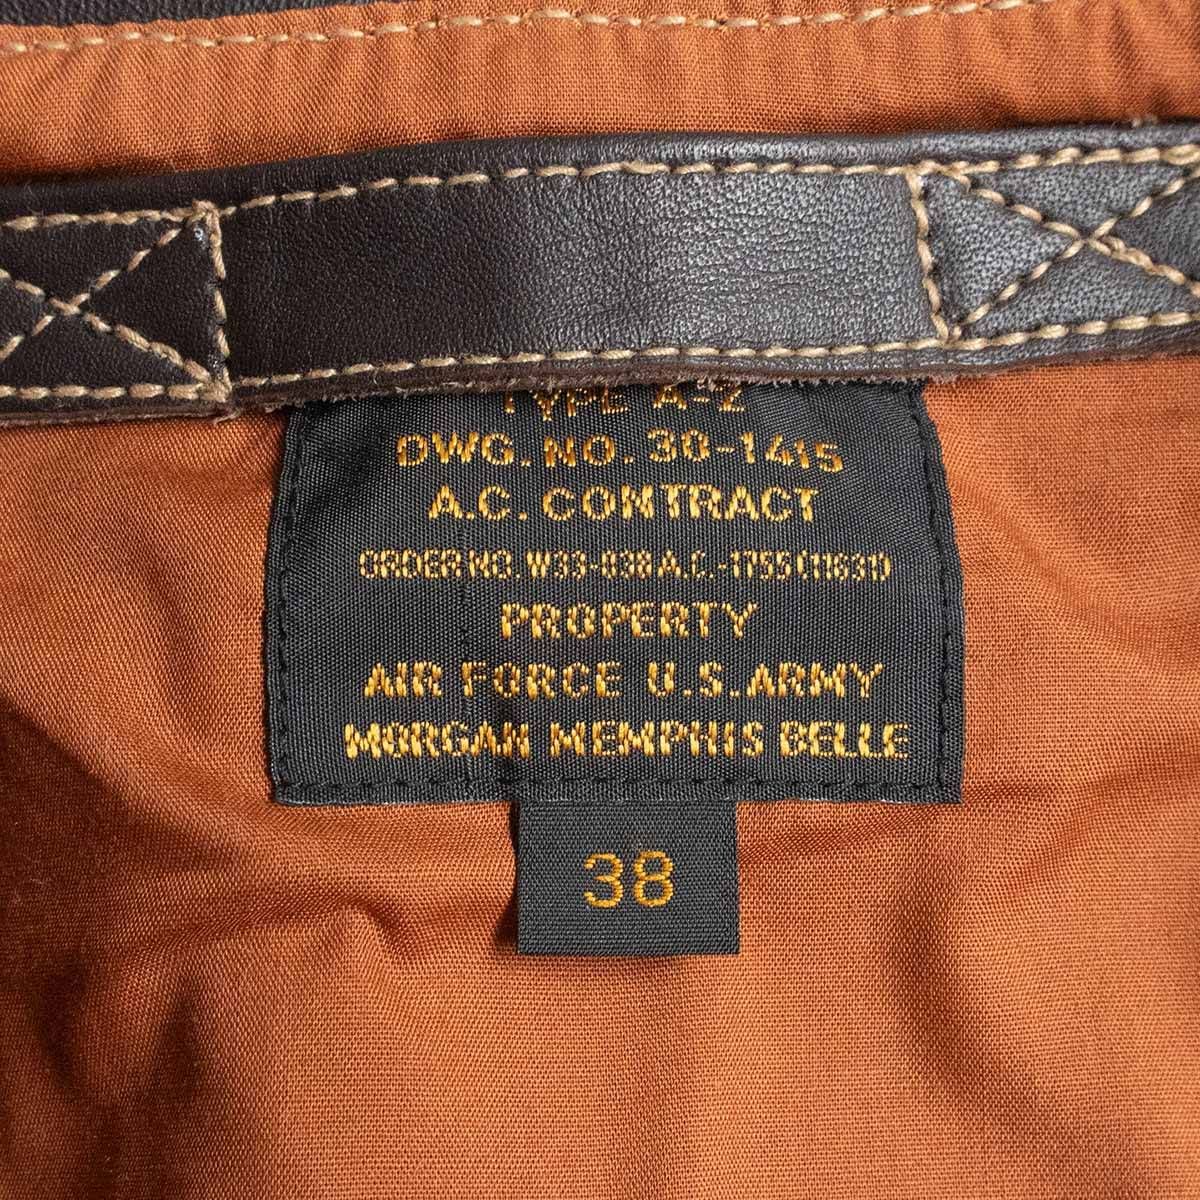 TYPE A-2
DWG. NO. 30-1415
A.C. CONTRACT
ORDER NO. W33-038 A.C.-1755 (11631)
PROPERTY
AIR FORCE U.S. ARMY
MORGAN MEMPHIS BELLE
38